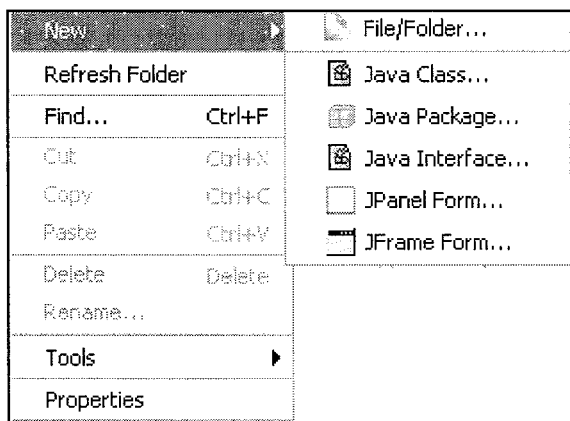 New
Refresh Folder
Find... Ctrl+F
Cut Ctrl+X
Copy Ctrl+C
Paste Ctrl+V
Delete Delete
Rename...
Tools
Properties
File/Folder...
Java Class...
Java Package...
Java Interface...
JPanel Form...
JFrame Form...